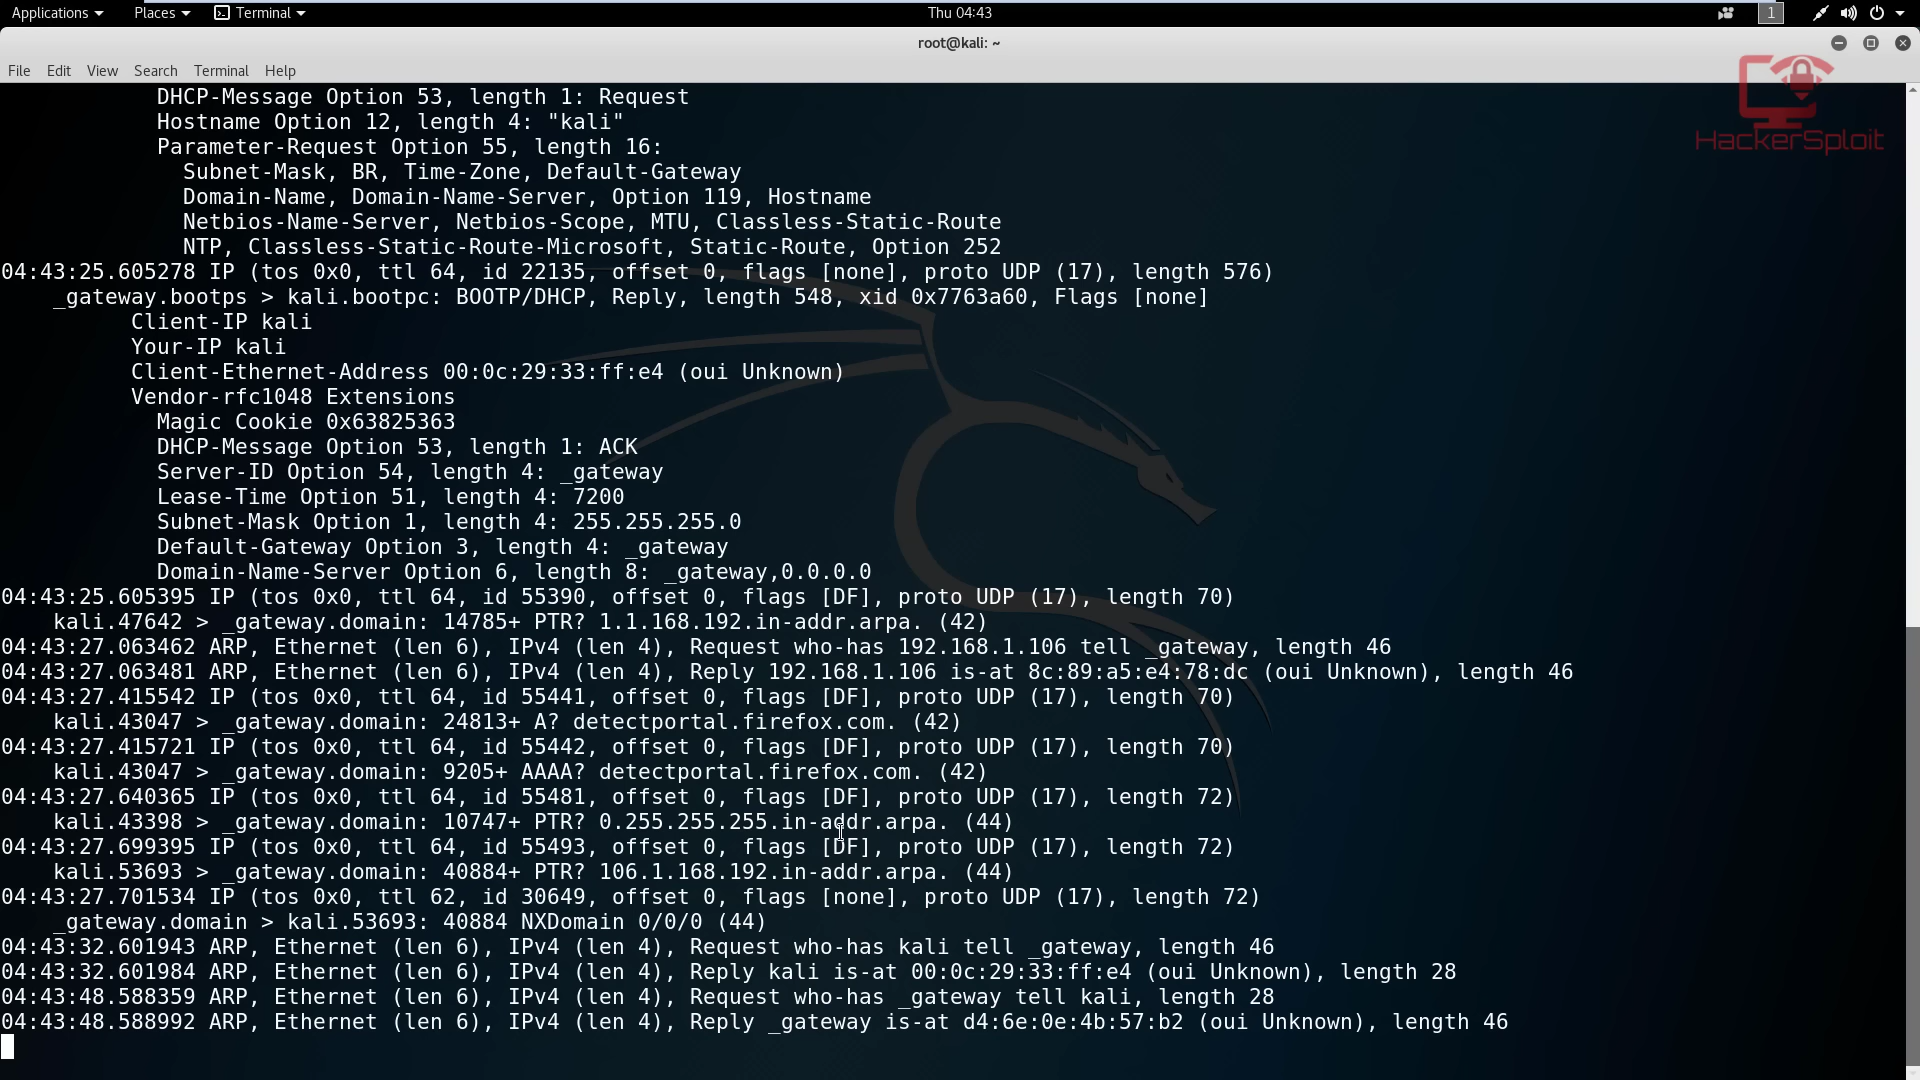 Applications Places Terminal Thu 04:43 1
root@kali: ~
File Edit View Search Terminal Help
HackerSploit
DHCP-Message Option 53, length 1: Request
Hostname Option 12, length 4: "kali"
Parameter-Request Option 55, length 16:
Subnet-Mask, BR, Time-Zone, Default-Gateway
Domain-Name, Domain-Name-Server, Option 119, Hostname
Netbios-Name-Server, Netbios-Scope, MTU, Classless-Static-Route
NTP, Classless-Static-Route-Microsoft, Static-Route, Option 252
04:43:25.605278 IP (tos 0x0, ttl 64, id 22135, offset 0, flags [none], proto UDP (17), length 576)
_gateway.bootps > kali.bootpc: BOOTP/DHCP, Reply, length 548, xid 0x7763a60, Flags [none]
Client-IP kali
Your-IP kali
Client-Ethernet-Address 00:0c:29:33:ff:e4 (oui Unknown)
Vendor-rfc1048 Extensions
Magic Cookie 0x63825363
DHCP-Message Option 53, length 1: ACK
Server-ID Option 54, length 4: _gateway
Lease-Time Option 51, length 4: 7200
Subnet-Mask Option 1, length 4: 255.255.255.0
Default-Gateway Option 3, length 4: _gateway
Domain-Name-Server Option 6, length 8: _gateway,0.0.0.0
04:43:25.605395 IP (tos 0x0, ttl 64, id 55390, offset 0, flags [DF], proto UDP (17), length 70)
kali.47642 > _gateway.domain: 14785+ PTR? 1.1.168.192.in-addr.arpa. (42)
04:43:27.063462 ARP, Ethernet (len 6), IPv4 (len 4), Request who-has 192.168.1.106 tell _gateway, length 46
04:43:27.063481 ARP, Ethernet (len 6), IPv4 (len 4), Reply 192.168.1.106 is-at 8c:89:a5:e4:78:dc (oui Unknown), length 46
04:43:27.415542 IP (tos 0x0, ttl 64, id 55441, offset 0, flags [DF], proto UDP (17), length 70)
kali.43047 > _gateway.domain: 24813+ A? detectportal.firefox.com. (42)
04:43:27.415721 IP (tos 0x0, ttl 64, id 55442, offset 0, flags [DF], proto UDP (17), length 70)
kali.43047 > _gateway.domain: 9205+ AAAA? detectportal.firefox.com. (42)
04:43:27.640365 IP (tos 0x0, ttl 64, id 55481, offset 0, flags [DF], proto UDP (17), length 72)
kali.43398 > _gateway.domain: 10747+ PTR? 0.255.255.255.in-addr.arpa. (44)
04:43:27.699395 IP (tos 0x0, ttl 64, id 55493, offset 0, flags [DF], proto UDP (17), length 72)
kali.53693 > _gateway.domain: 40884+ PTR? 106.1.168.192.in-addr.arpa. (44)
04:43:27.701534 IP (tos 0x0, ttl 62, id 30649, offset 0, flags [none], proto UDP (17), length 72)
_gateway.domain > kali.53693: 40884 NXDomain 0/0/0 (44)
04:43:32.601943 ARP, Ethernet (len 6), IPv4 (len 4), Request who-has kali tell _gateway, length 46
04:43:32.601984 ARP, Ethernet (len 6), IPv4 (len 4), Reply kali is-at 00:0c:29:33:ff:e4 (oui Unknown), length 28
04:43:48.588359 ARP, Ethernet (len 6), IPv4 (len 4), Request who-has _gateway tell kali, length 28
04:43:48.588992 ARP, Ethernet (len 6), IPv4 (len 4), Reply _gateway is-at d4:6e:0e:4b:57:b2 (oui Unknown), length 46